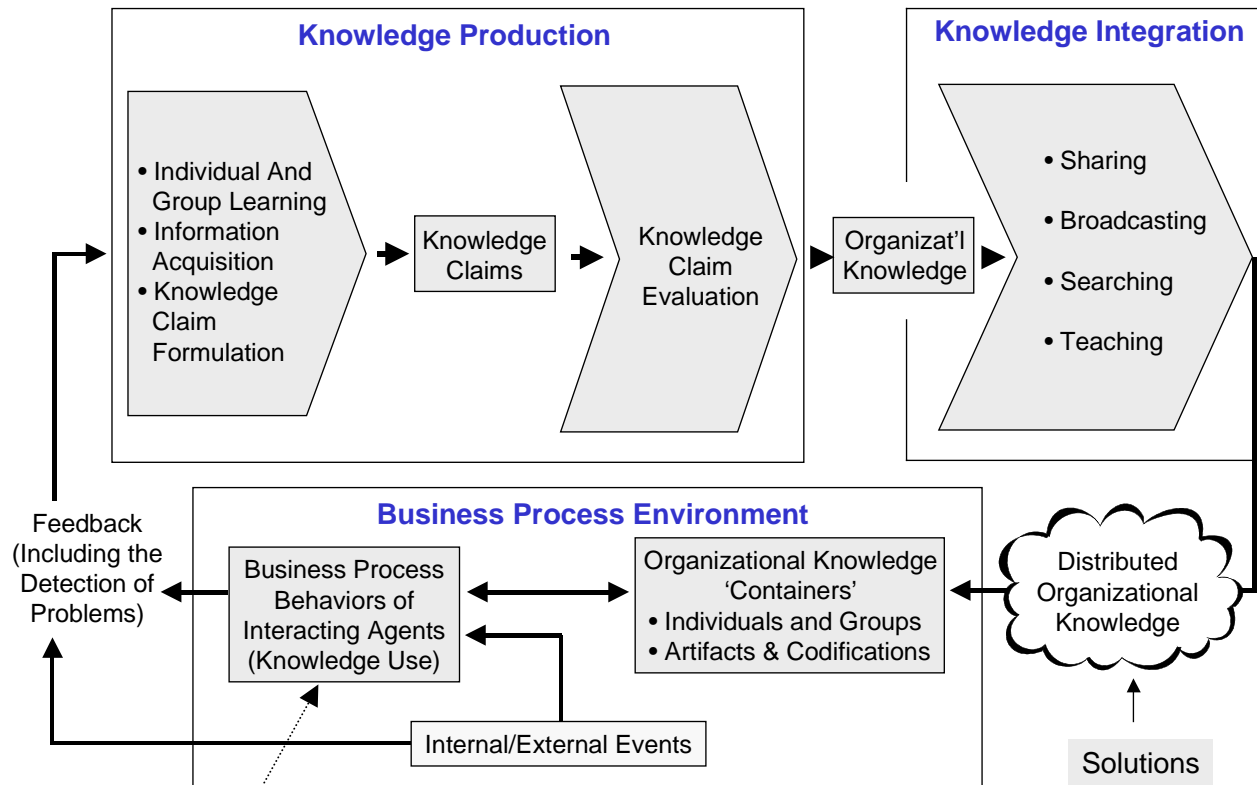 Knowledge Production
• Individual And
Group Learning
• Information
Acquisition
• Knowledge
Claim
Formulation
Knowledge
Claims
Knowledge
Claim
Evaluation
Organizat'l
Knowledge
Knowledge Integration
• Sharing
• Broadcasting
• Searching
• Teaching
Feedback
(Including the
Detection of
Problems)
Business Process Environment
Business Process
Behaviors of
Interacting Agents
(Knowledge Use)
Organizational Knowledge
'Containers'
• Individuals and Groups
• Artifacts & Codifications
Internal/External Events
Distributed
Organizational
Knowledge
Solutions